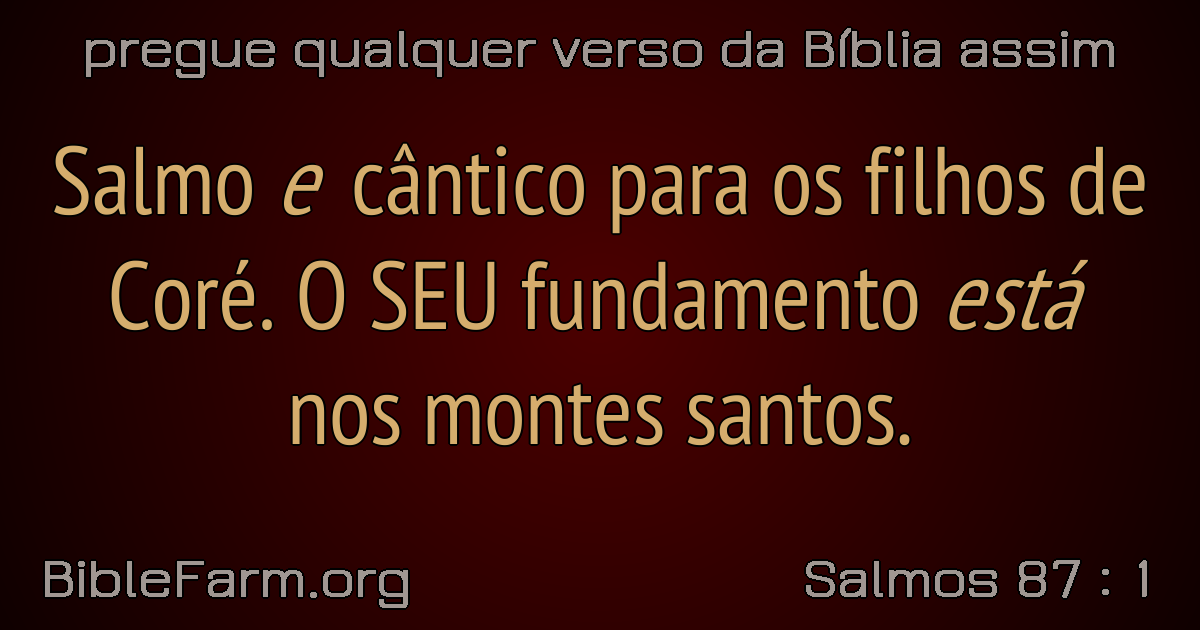 pregue qualquer verso da Bíblia assim
Salmo e cântico para os filhos de
Coré. O SEU fundamento está
nos montes santos.
BibleFarm.org
Salmos 87 : 1